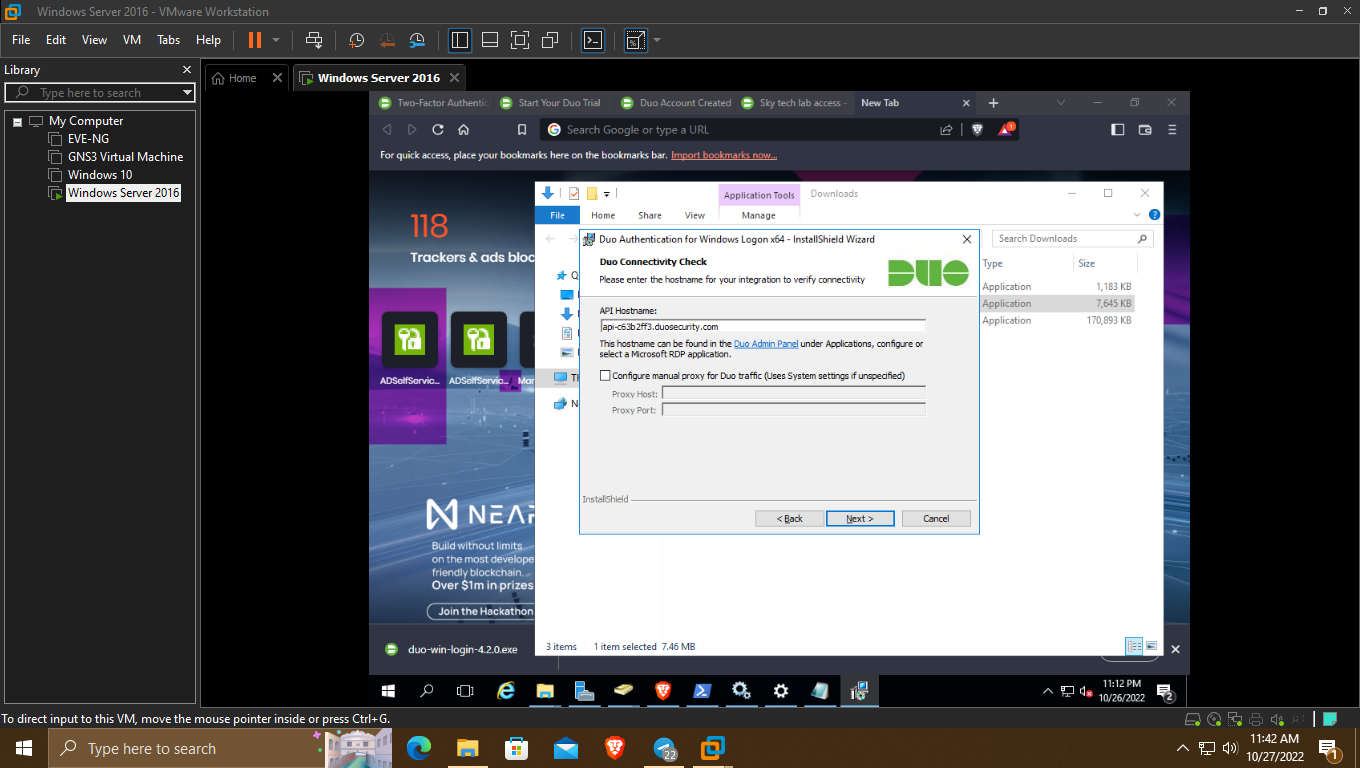 Windows Server 2016 - VMware Workstation
File Edit View VM Tabs Help
Library
Type here to search
My Computer
EVE-NG
GNS3 Virtual Machine
Windows 10
Windows Server 2016
Home
Windows Server 2016
Two-Factor Authentic
Start Your Duo Trial
Duo Account Created
Sky tech lab access -
New Tab
Search Google or type a URL
1
For quick access, place your bookmarks here on the bookmarks bar. Import bookmarks now...
118
Trackers & ads bloc
ADSelfServic...
ADSelfServic...
Mar
NEAR
Build without limits
on the most develope
friendly blockchain.
Over $1m in prizes
Join the Hackathon
Application Tools
Downloads
File Home Share View Manage
Search Downloads
Type Size
Application 1,183 KB
Application 7,645 KB
Application 170,893 KB
Duo Authentication for Windows Logon x64 - InstallShield Wizard
Duo Connectivity Check
Please enter the hostname for your integration to verify connectivity
DUO
API Hostname:
api-c63b2ff3.duosecurity.com
This hostname can be found in the Duo Admin Panel under Applications, configure or
select a Microsoft RDP application.
Configure manual proxy for Duo traffic (Uses System settings if unspecified)
Proxy Host:
Proxy Port:
InstallShield
< Back
Next >
Cancel
3 items 1 item selected 7.46 MB
duo-win-login-4.2.0.exe
11:12 PM
10/26/2022
2
To direct input to this VM, move the mouse pointer inside or press Ctrl+G.
Type here to search
22
11:42 AM
10/27/2022
1